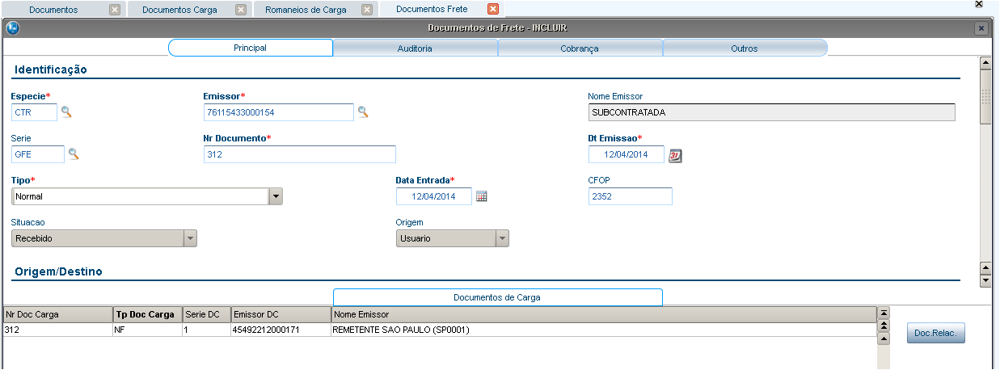 Documentos Documentos Carga Romaneios de Carga Documentos Frete
Documentos de Frete - INCLUIR
Principal Auditoria Cobrança Outros
Identificação
Especie* Emissor* Nome Emissor
CTR 76115433000154 SUBCONTRATADA
Serie Nr Documento* Dt Emissao*
GFE 312 12/04/2014 31
Tipo* Data Entrada* CFOP
Normal 12/04/2014 2352
Situacao Origem
Recebido Usuario
Origem/Destino
Documentos de Carga
Nr Doc Carga Tp Doc Carga Serie DC Emissor DC Nome Emissor
312 NF 1 45492212000171 REMETENTE SAO PAULO (SP0001)
Doc.Relac.